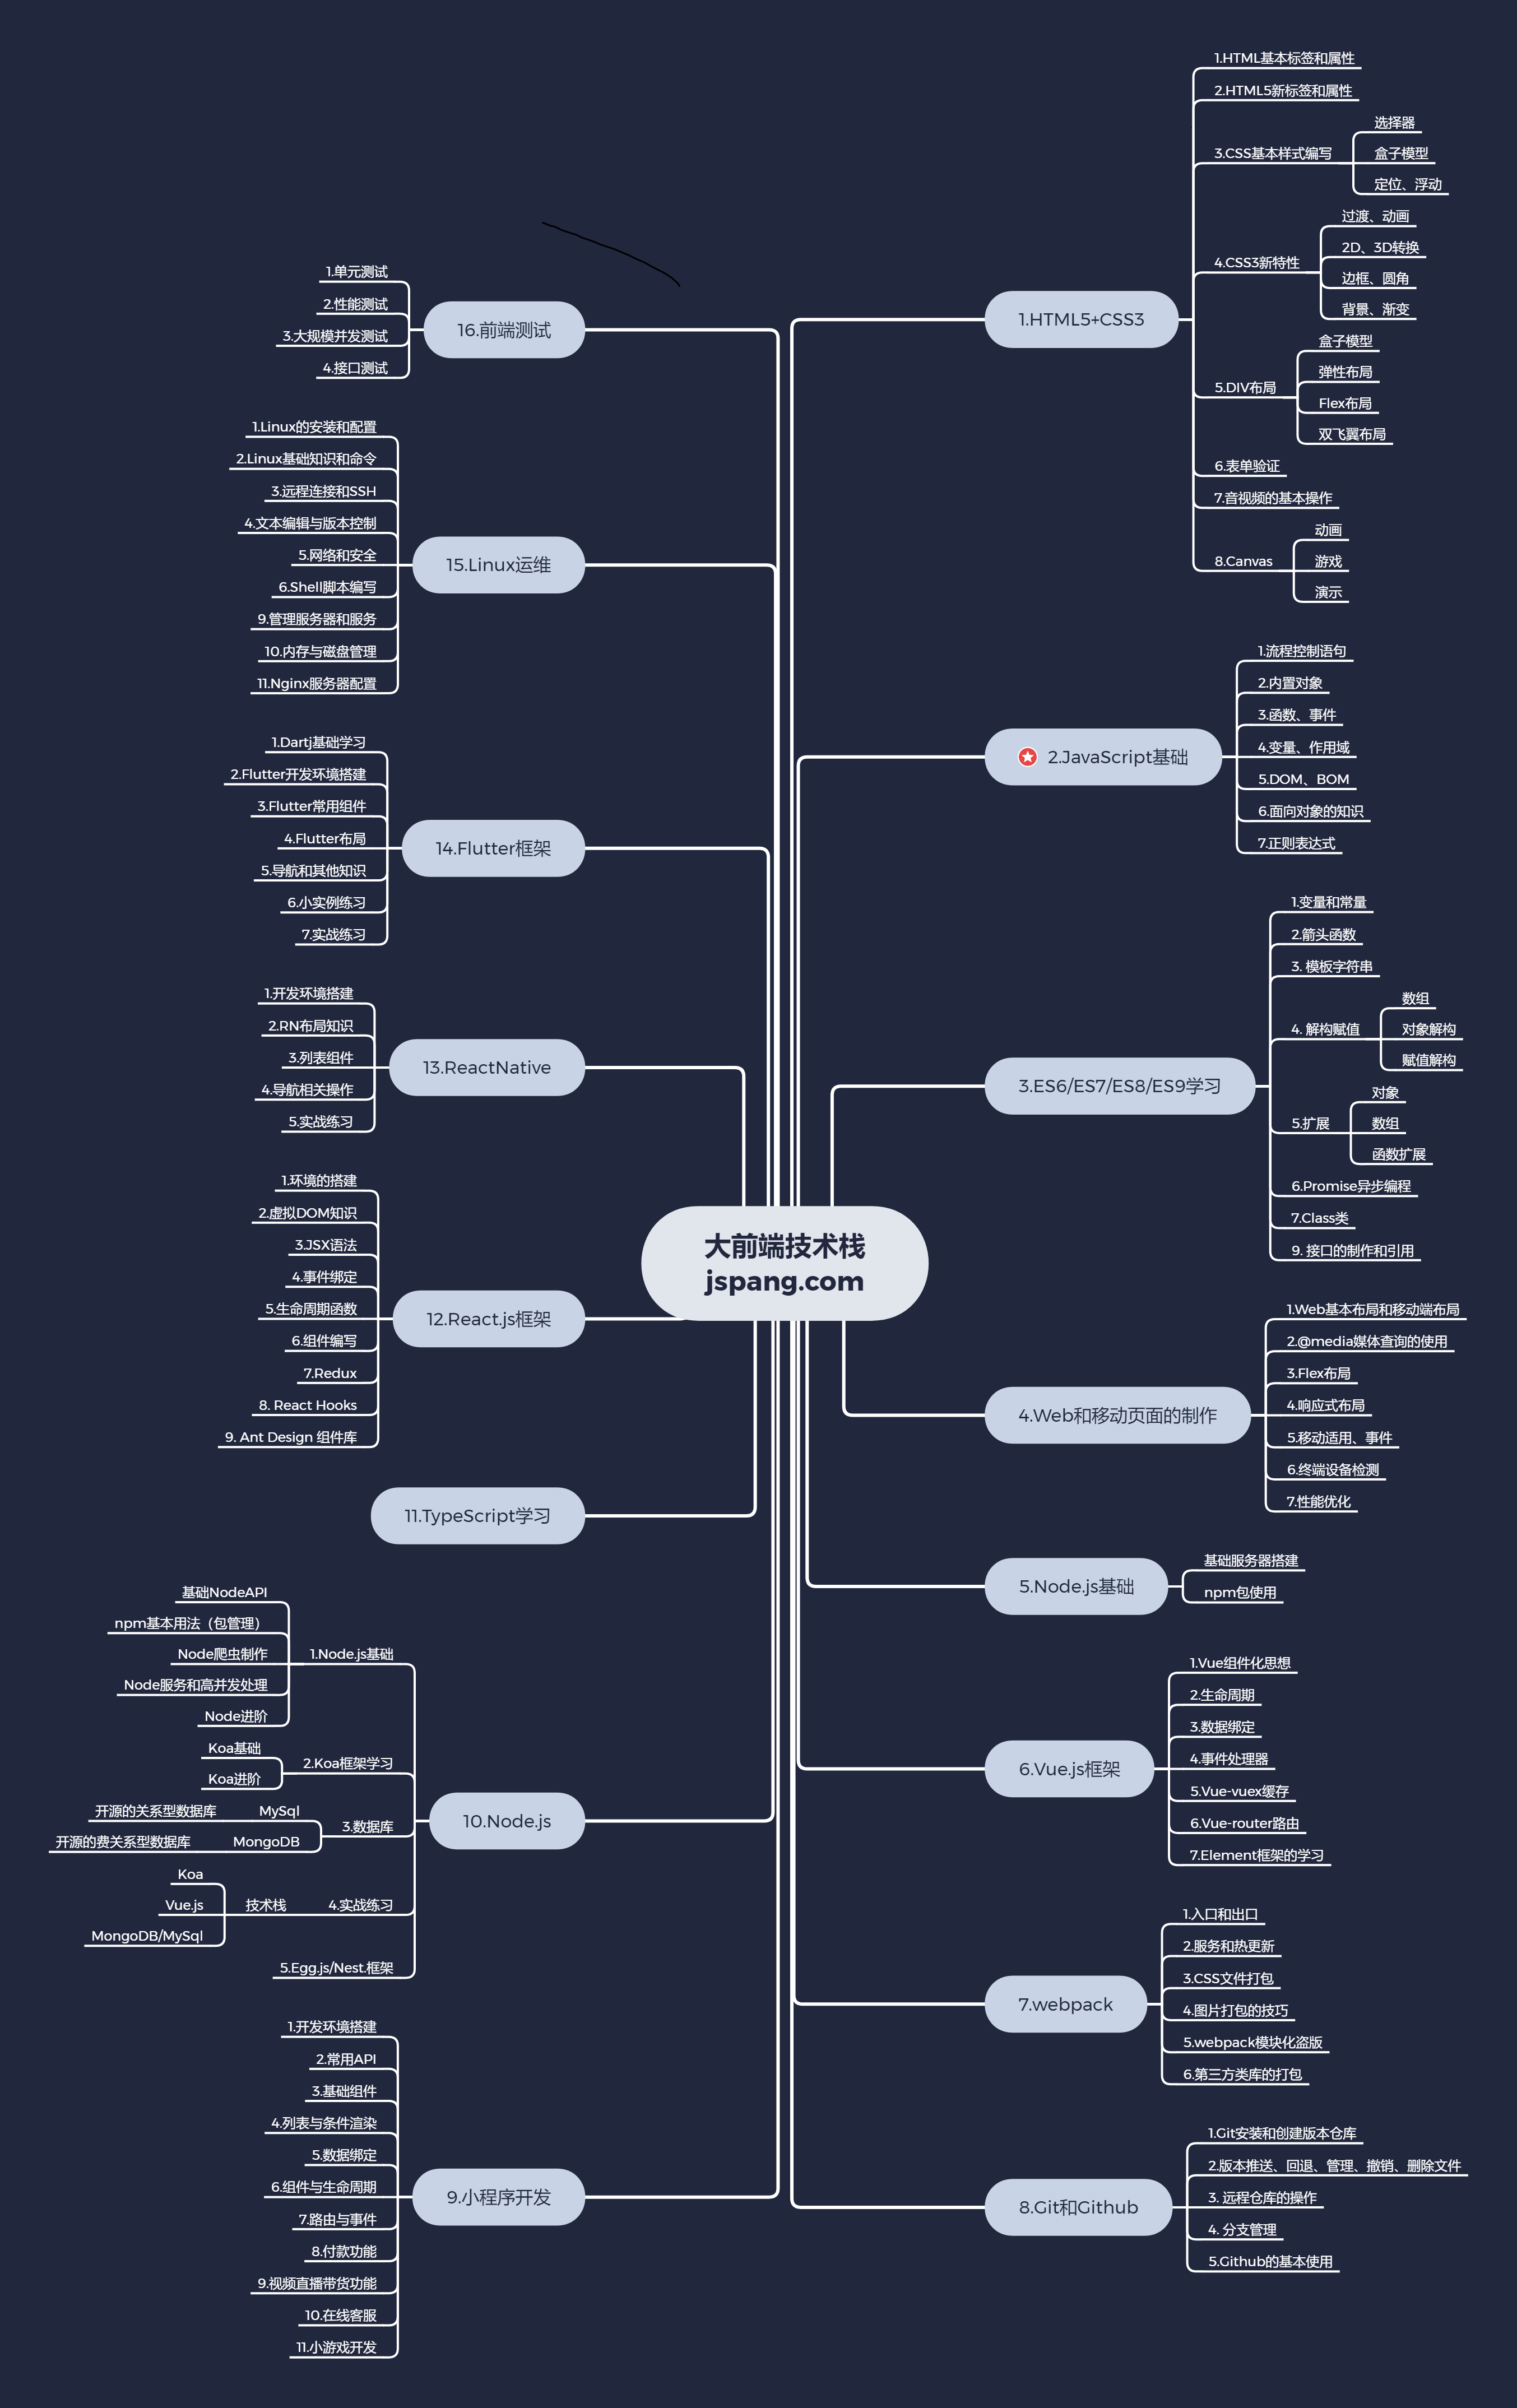 大前端技术栈
jspang.com
1.HTML5+CSS3
1.HTML基本标签和属性
2.HTML5新标签和属性
3.CSS基本样式编写
选择器
盒子模型
定位、浮动
4.CSS3新特性
过渡、动画
2D、3D转换
边框、圆角
背景、渐变
5.DIV布局
盒子模型
弹性布局
Flex布局
双飞翼布局
6.表单验证
7.音视频的基本操作
8.Canvas
动画
游戏
演示
2.JavaScript基础
1.流程控制语句
2.内置对象
3.函数、事件
4.变量、作用域
5.DOM、BOM
6.面向对象的知识
7.正则表达式
3.ES6/ES7/ES8/ES9学习
1.变量和常量
2.箭头函数
3. 模板字符串
4. 解构赋值
数组
对象解构
赋值解构
5.扩展
对象
数组
函数扩展
6.Promise异步编程
7.Class类
9. 接口的制作和引用
4.Web和移动页面的制作
1.Web基本布局和移动端布局
2.@media媒体查询的使用
3.Flex布局
4.响应式布局
5.移动适用、事件
6.终端设备检测
7.性能优化
5.Node.js基础
基础服务器搭建
npm包使用
6.Vue.js框架
1.Vue组件化思想
2.生命周期
3.数据绑定
4.事件处理器
5.Vue-vuex缓存
6.Vue-router路由
7.Element框架的学习
7.webpack
1.入口和出口
2.服务和热更新
3.CSS文件打包
4.图片打包的技巧
5.webpack模块化盗版
6.第三方类库的打包
8.Git和Github
1.Git安装和创建版本仓库
2.版本推送、回退、管理、撤销、删除文件
3. 远程仓库的操作
4. 分支管理
5.Github的基本使用
16.前端测试
1.单元测试
2.性能测试
3.大规模并发测试
4.接口测试
15.Linux运维
1.Linux的安装和配置
2.Linux基础知识和命令
3.远程连接和SSH
4.文本编辑与版本控制
5.网络和安全
6.Shell脚本编写
9.管理服务器和服务
10.内存与磁盘管理
11.Nginx服务器配置
14.Flutter框架
1.Dartj基础学习
2.Flutter开发环境搭建
3.Flutter常用组件
4.Flutter布局
5.导航和其他知识
6.小实例练习
7.实战练习
13.ReactNative
1.开发环境搭建
2.RN布局知识
3.列表组件
4.导航相关操作
5.实战练习
12.React.js框架
1.环境的搭建
2.虚拟DOM知识
3.JSX语法
4.事件绑定
5.生命周期函数
6.组件编写
7.Redux
8. React Hooks
9. Ant Design 组件库
11.TypeScript学习
10.Node.js
1.Node.js基础
基础NodeAPI
npm基本用法（包管理）
Node爬虫制作
Node服务和高并发处理
Node进阶
2.Koa框架学习
Koa基础
Koa进阶
3.数据库
MySql
开源的关系型数据库
MongoDB
开源的费关系型数据库
4.实战练习
技术栈
Koa
Vue.js
MongoDB/MySql
5.Egg.js/Nest.框架
9.小程序开发
1.开发环境搭建
2.常用API
3.基础组件
4.列表与条件渲染
5.数据绑定
6.组件与生命周期
7.路由与事件
8.付款功能
9.视频直播带货功能
10.在线客服
11.小游戏开发